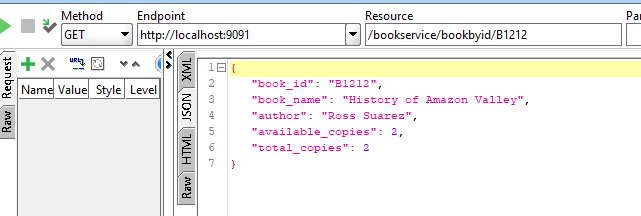 Method
Endpoint
Resource
Par
GET
http://localhost:9091
/bookservice/bookbyid/B1212
Request
Raw
URL
Name Value Style Level
XML
JSON
HTML
Raw
1 {
2 "book_id": "B1212",
3 "book_name": "History of Amazon Valley",
4 "author": "Ross Suarez",
5 "available_copies": 2,
6 "total_copies": 2
7 }